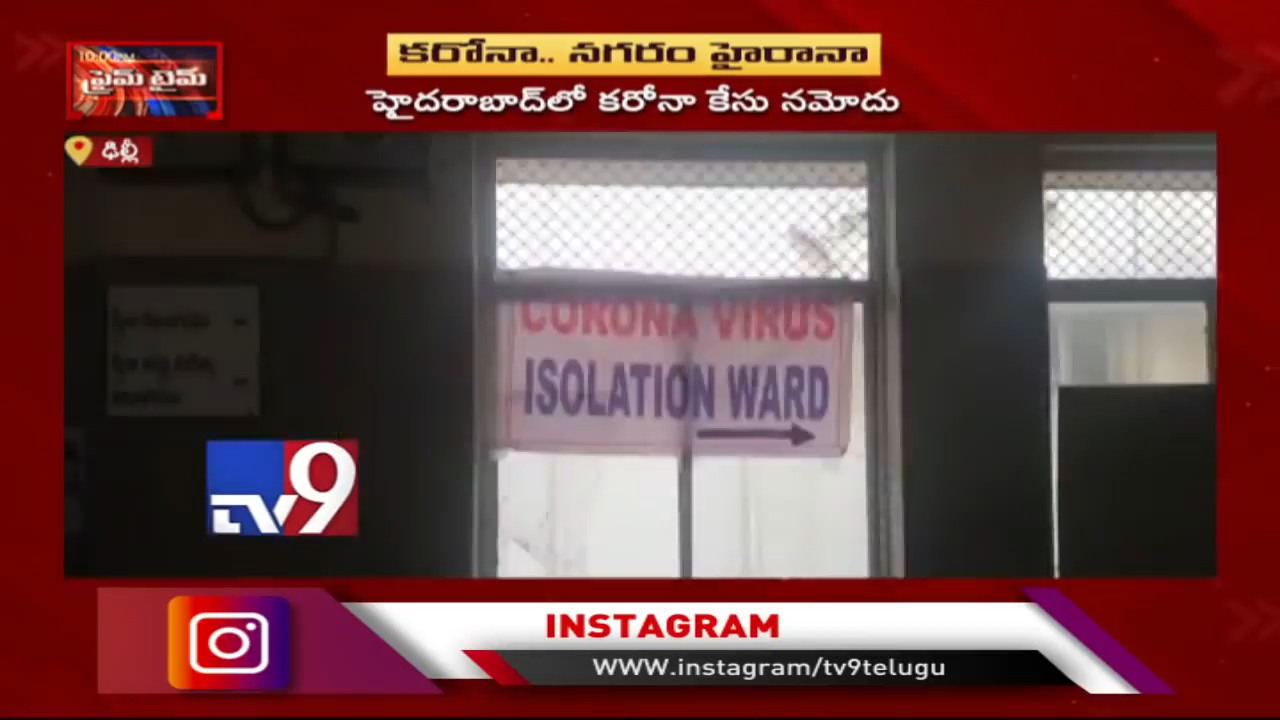 కరోనా.. నగరం హైరానా
10:00PM
ప్రైమ్ టైమ్
హైదరాబాద్‌లో కరోనా కేసు నమోదు
ఢిల్లీ
CORONA VIRUS
ISOLATION WARD
TV9
INSTAGRAM
WWW.instagram/tv9telugu